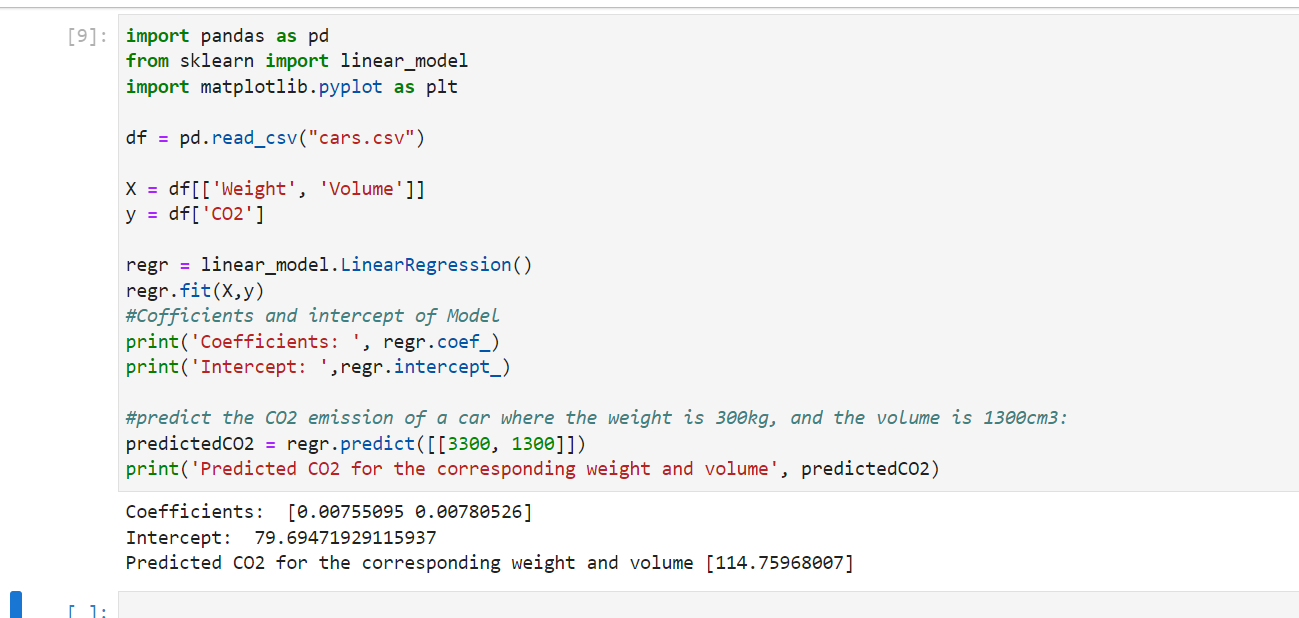 [9]: import pandas as pd
from sklearn import linear_model
import matplotlib.pyplot as plt
df = pd.read_csv("cars.csv")
X = df[['Weight', 'Volume']]
y = df['CO2']
regr = linear_model.LinearRegression()
regr.fit(X,y)
#Cofficients and intercept of Model
print('Coefficients: ', regr.coef_)
print('Intercept: ',regr.intercept_)
#predict the CO2 emission of a car where the weight is 300kg, and the volume is 1300cm3:
predictedCO2 = regr.predict([[3300, 1300]])
print('Predicted CO2 for the corresponding weight and volume', predictedCO2)
Coefficients:  [0.00755095 0.00780526]
Intercept:  79.69471929115937
Predicted CO2 for the corresponding weight and volume [114.75968007]
[ ]: